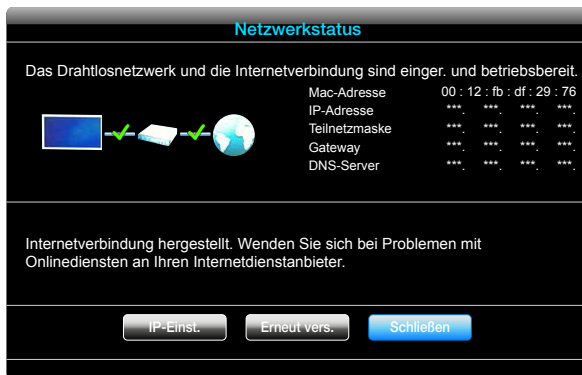 Netzwerkstatus
Das Drahtlosnetzwerk und die Internetverbindung sind einger. und betriebsbereit.
Mac-Adresse 00 : 12 : fb : df : 29 : 76
IP-Adresse ***. ***. ***. ***.
Teilnetzmaske ***. ***. ***. ***.
Gateway ***. ***. ***. ***.
DNS-Server ***. ***. ***. ***.
Internetverbindung hergestellt. Wenden Sie sich bei Problemen mit
Onlinediensten an Ihren Internetdienstanbieter.
IP-Einst. Erneut vers. Schließen